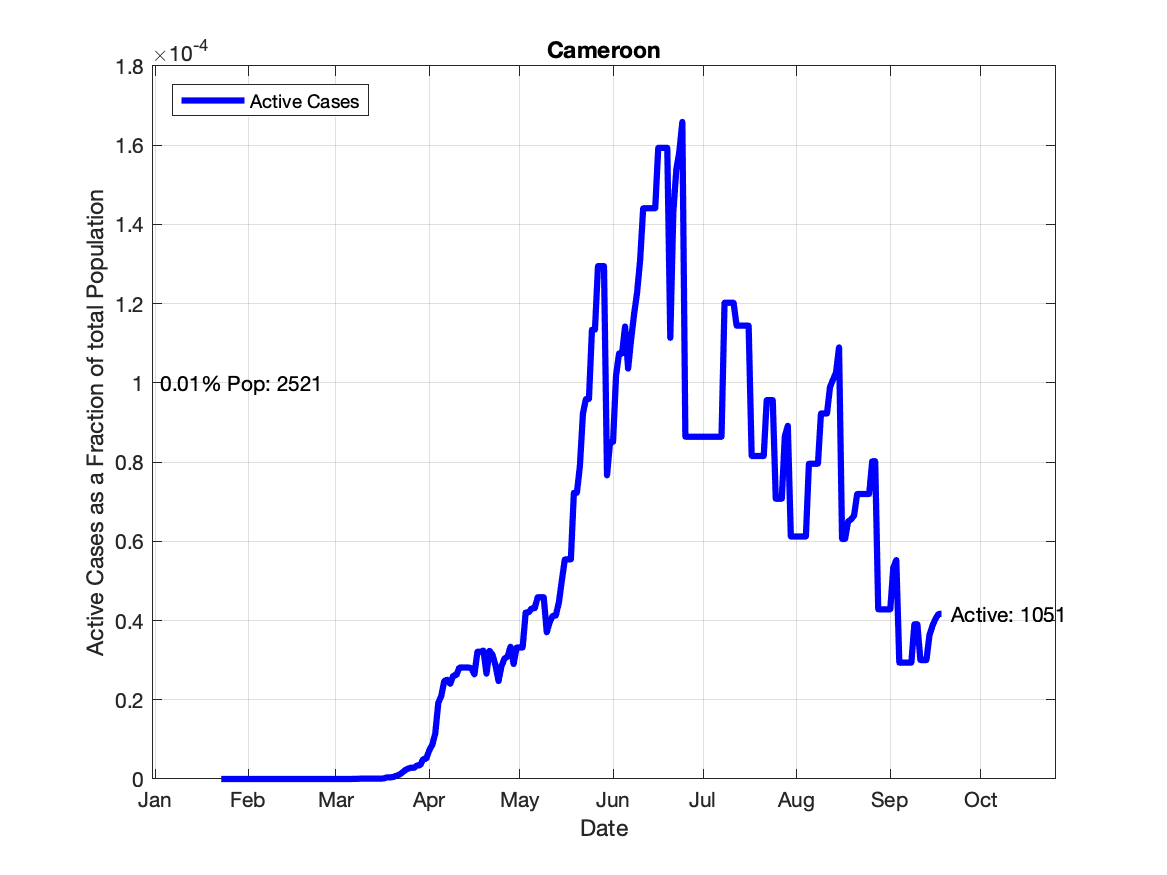 Cameroon
×10⁻⁴
1.8
1.6
1.4
1.2
1
0.8
0.6
0.4
0.2
0
Active Cases as a Fraction of total Population
Active Cases
0.01% Pop: 2521
Active: 1051
Jan Feb Mar Apr May Jun Jul Aug Sep Oct
Date